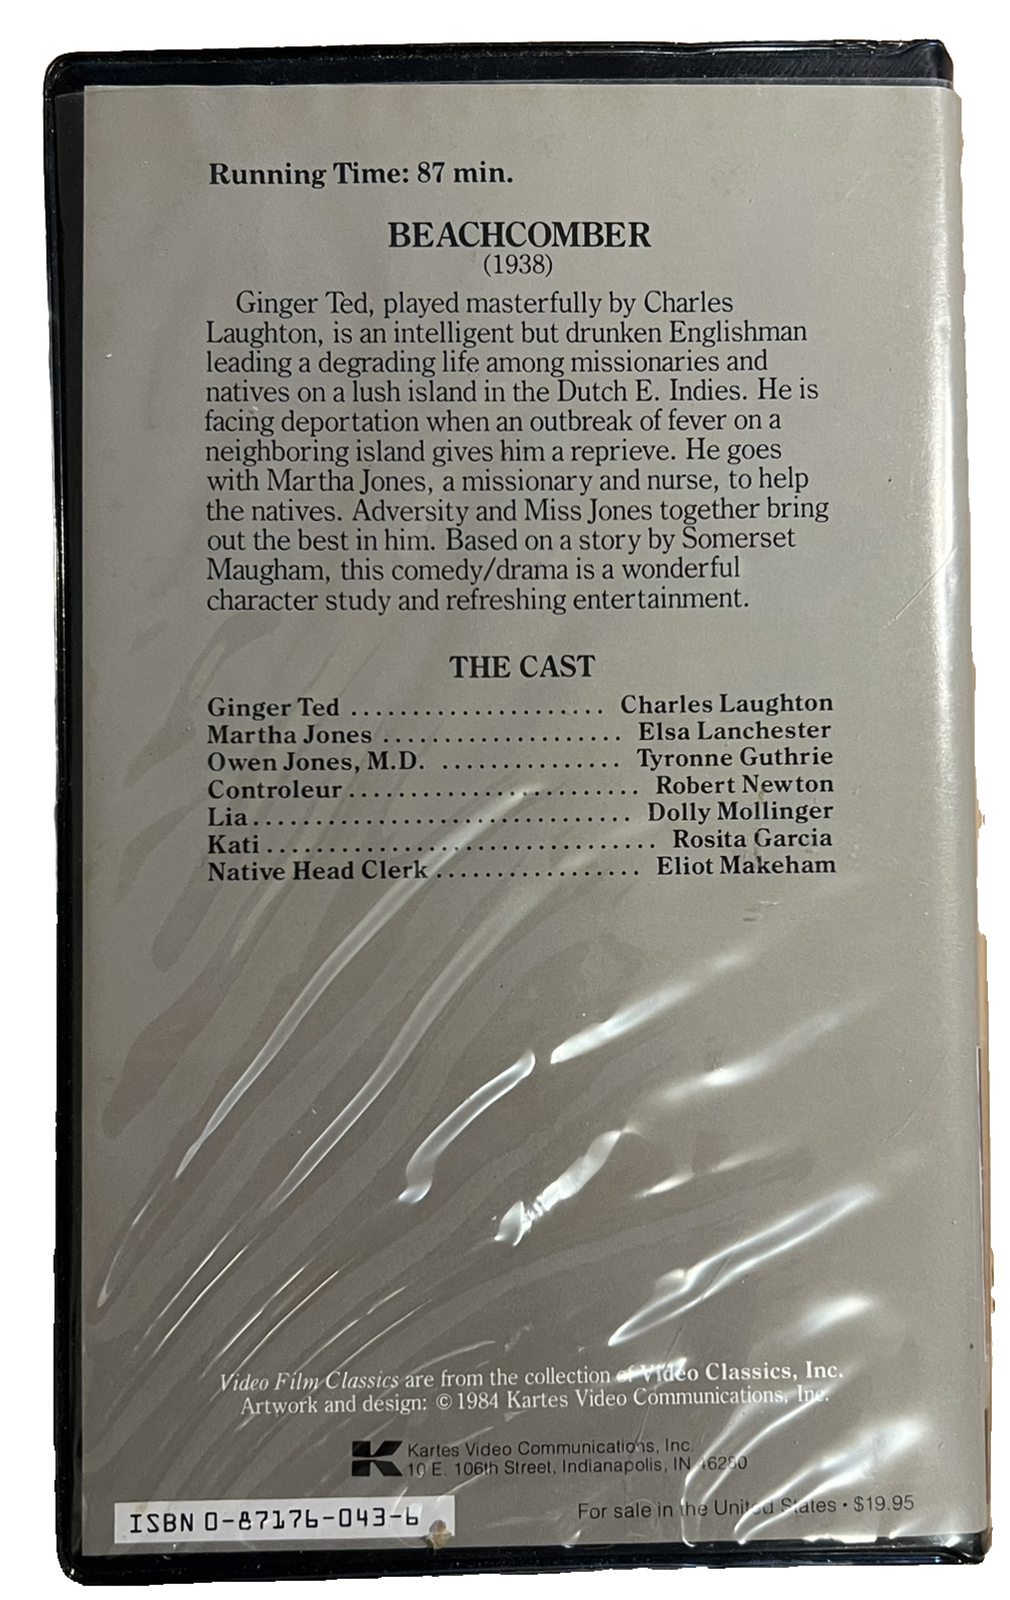 Running Time: 87 min.
BEACHCOMBER
(1938)
Ginger Ted, played masterfully by Charles
Laughton, is an intelligent but drunken Englishman
leading a degrading life among missionaries and
natives on a lush island in the Dutch E. Indies. He is
facing deportation when an outbreak of fever on a
neighboring island gives him a reprieve. He goes
with Martha Jones, a missionary and nurse, to help
the natives. Adversity and Miss Jones together bring
out the best in him. Based on a story by Somerset
Maugham, this comedy/drama is a wonderful
character study and refreshing entertainment.
THE CAST
Ginger Ted .................... Charles Laughton
Martha Jones ................... Elsa Lanchester
Owen Jones, M.D. ............... Tyronne Guthrie
Controleur ........................ Robert Newton
Lia ............................... Dolly Mollinger
Kati ................................ Rosita Garcia
Native Head Clerk ................. Eliot Makeham
Video Film Classics are from the collection of Video Classics, Inc.
Artwork and design: © 1984 Kartes Video Communications, Inc.
Kartes Video Communications, Inc.
10 E. 106th Street, Indianapolis, IN 46280
For sale in the United States • $19.95
ISBN 0-87176-043-6